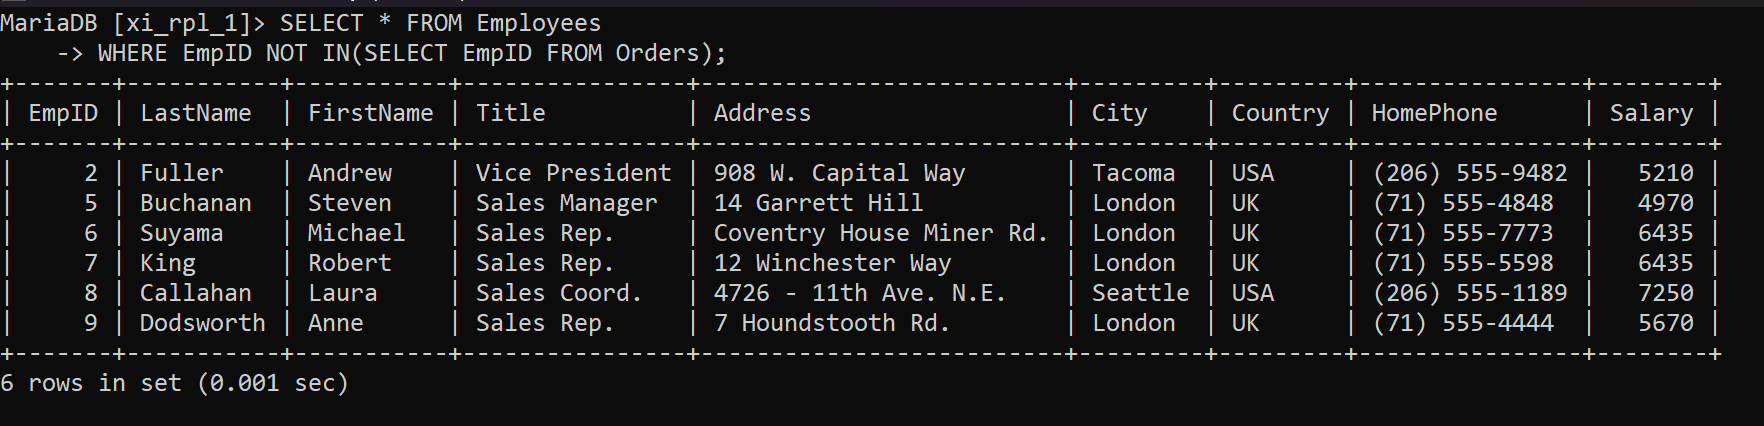 MariaDB [xi_rpl_1]> SELECT * FROM Employees
    -> WHERE EmpID NOT IN(SELECT EmpID FROM Orders);
+-------+-----------+-----------+----------------+--------------------------+---------+---------+----------------+--------+
| EmpID | LastName  | FirstName | Title          | Address                  | City    | Country | HomePhone      | Salary |
+-------+-----------+-----------+----------------+--------------------------+---------+---------+----------------+--------+
|     2 | Fuller    | Andrew    | Vice President | 908 W. Capital Way       | Tacoma  | USA     | (206) 555-9482 |   5210 |
|     5 | Buchanan  | Steven    | Sales Manager  | 14 Garrett Hill          | London  | UK      | (71) 555-4848  |   4970 |
|     6 | Suyama    | Michael   | Sales Rep.     | Coventry House Miner Rd. | London  | UK      | (71) 555-7773  |   6435 |
|     7 | King      | Robert    | Sales Rep.     | 12 Winchester Way        | London  | UK      | (71) 555-5598  |   6435 |
|     8 | Callahan  | Laura     | Sales Coord.   | 4726 - 11th Ave. N.E.    | Seattle | USA     | (206) 555-1189 |   7250 |
|     9 | Dodsworth | Anne      | Sales Rep.     | 7 Houndstooth Rd.        | London  | UK      | (71) 555-4444  |   5670 |
+-------+-----------+-----------+----------------+--------------------------+---------+---------+----------------+--------+
6 rows in set (0.001 sec)